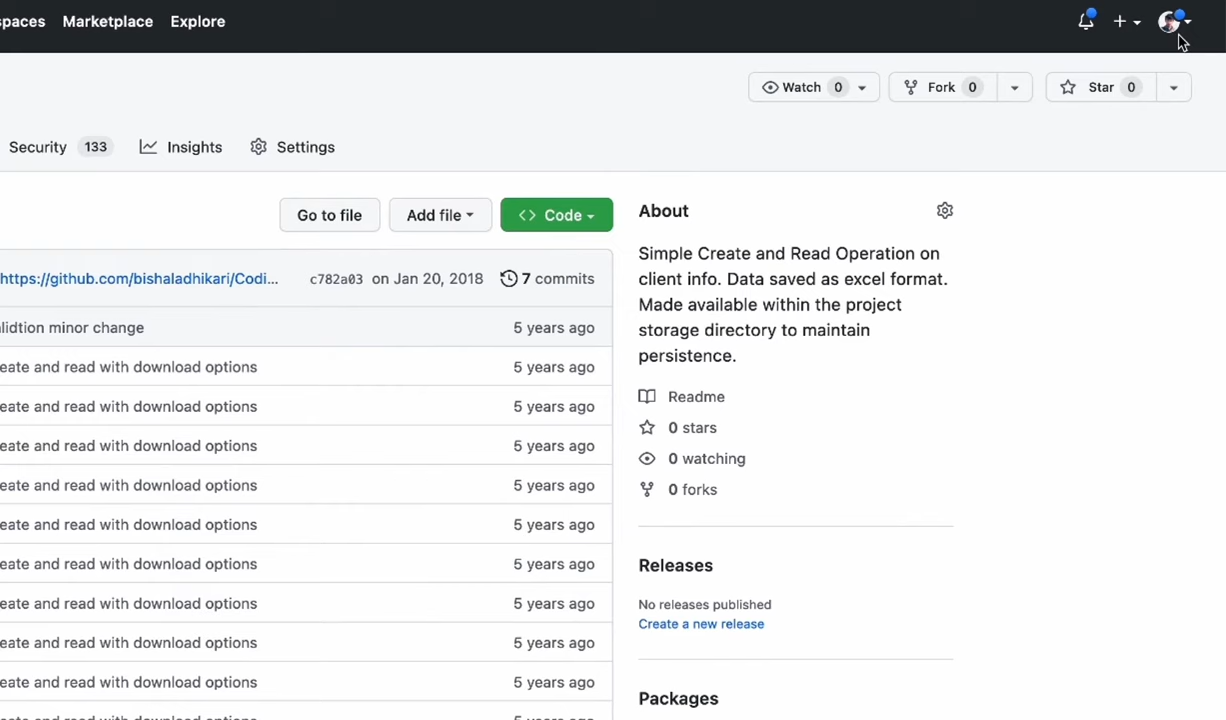 Marketplace Explore
Watch 0 Fork 0 Star 0
Security 133 Insights Settings
Go to file Add file Code About
Simple Create and Read Operation on
client info. Data saved as excel format.
Made available within the project
storage directory to maintain
persistence.
https://github.com/bishaladhikari/Codi... c782a03 on Jan 20, 2018 7 commits
lidtion minor change 5 years ago
eate and read with download options 5 years ago
eate and read with download options 5 years ago
eate and read with download options 5 years ago
eate and read with download options 5 years ago
eate and read with download options 5 years ago
eate and read with download options 5 years ago
eate and read with download options 5 years ago
eate and read with download options 5 years ago
eate and read with download options 5 years ago
Readme
0 stars
0 watching
0 forks
Releases
No releases published
Create a new release
Packages